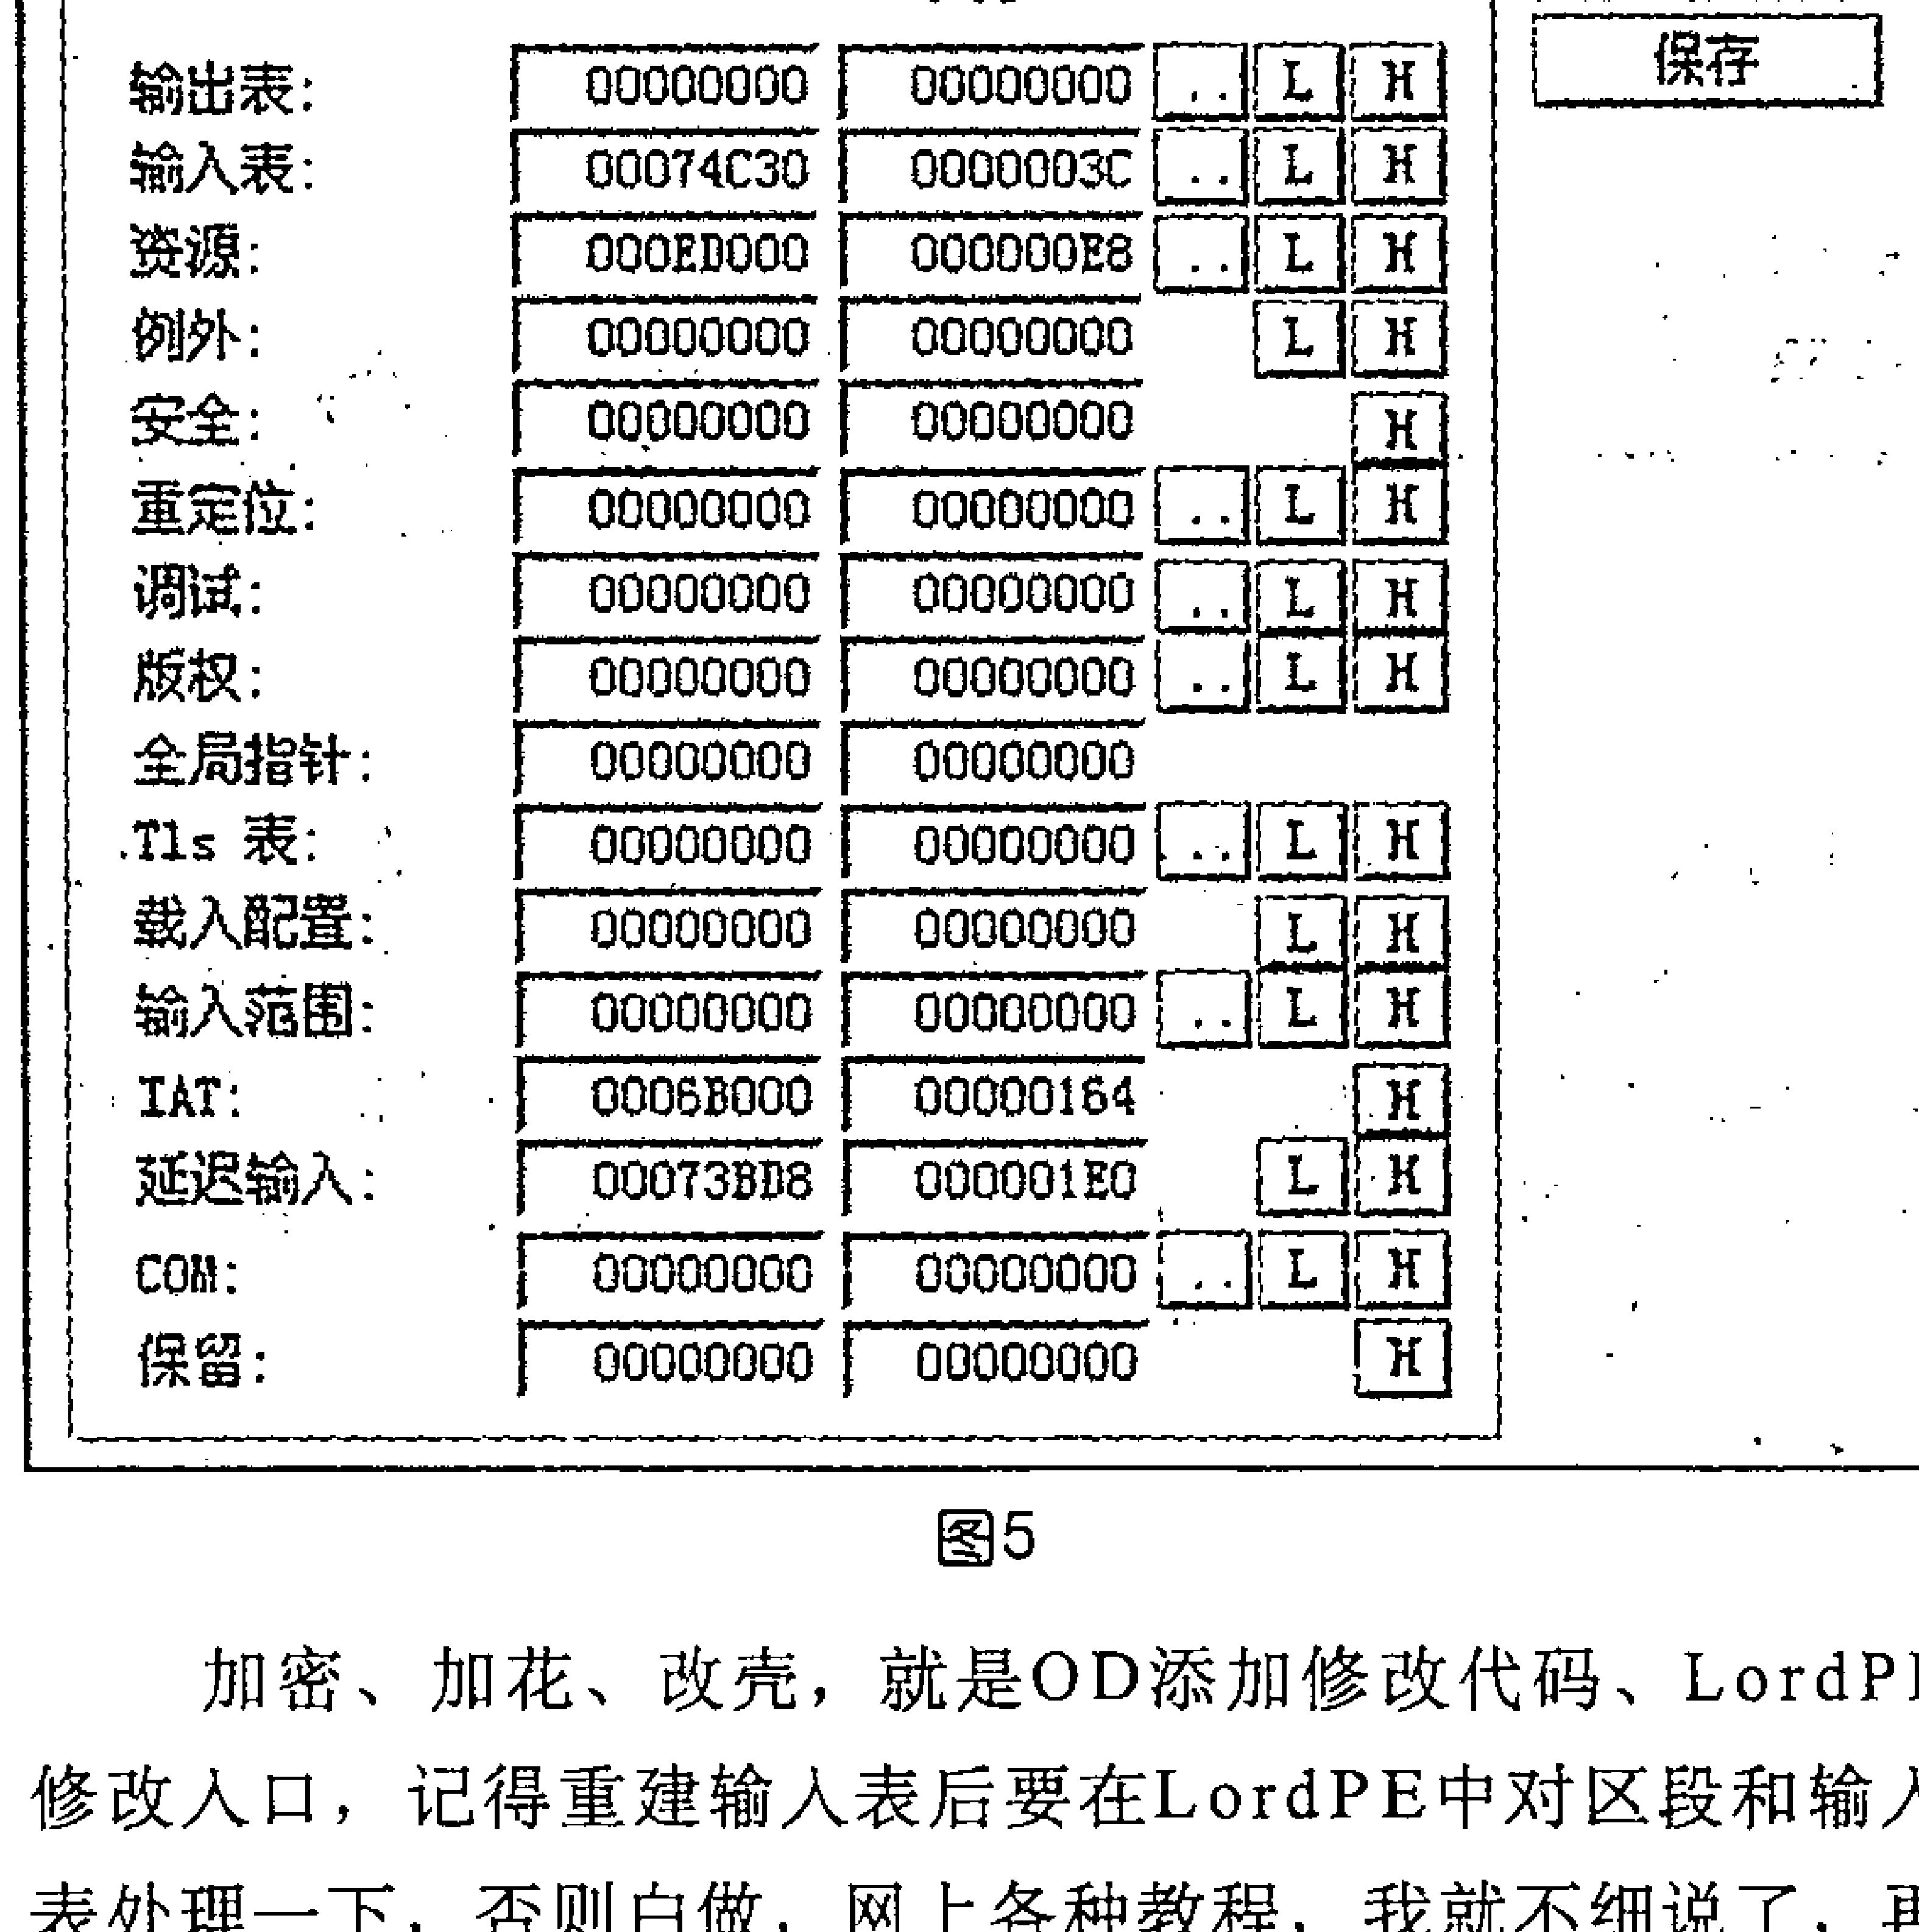 保存
输出表: 00000000 00000000 .. L H
输入表: 00074C30 0000003C .. L H
资源: 000ED000 000000E8 .. L H
例外: 00000000 00000000 L H
安全: 00000000 00000000 H
重定位: 00000000 00000000 .. L H
调试: 00000000 00000000 .. L H
版权: 00000000 00000000 .. L H
全局指针: 00000000 00000000
Tls 表: 00000000 00000000 .. L H
载入配置: 00000000 00000000 L H
输入范围: 00000000 00000000 .. L H
IAT: 0006B000 00000164 H
延迟输入: 00073BD8 000001E0 L H
COM: 00000000 00000000 .. L H
保留: 00000000 00000000 H
图5
加密、加花、改壳，就是OD添加修改代码、LordPE
修改入口，记得重建输入表后要在LordPE中对区段和输入
表处理一下，否则白做，网上各种教程，我就不细说了，再